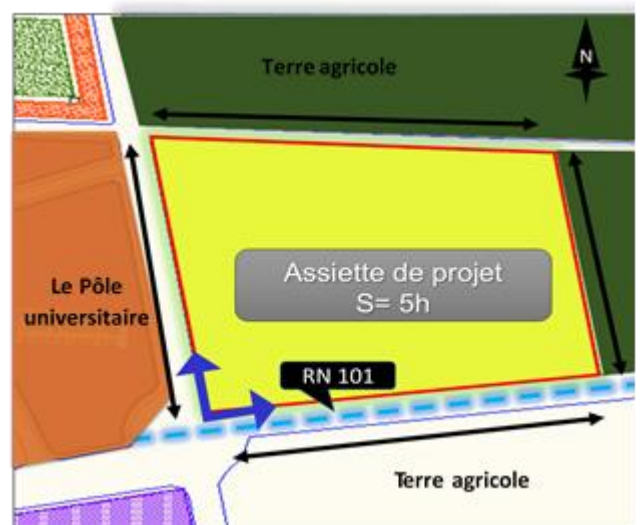 Terre agricole
N
Assiette de projet
S= 5h
Le Pôle
universitaire
RN 101
Terre agricole